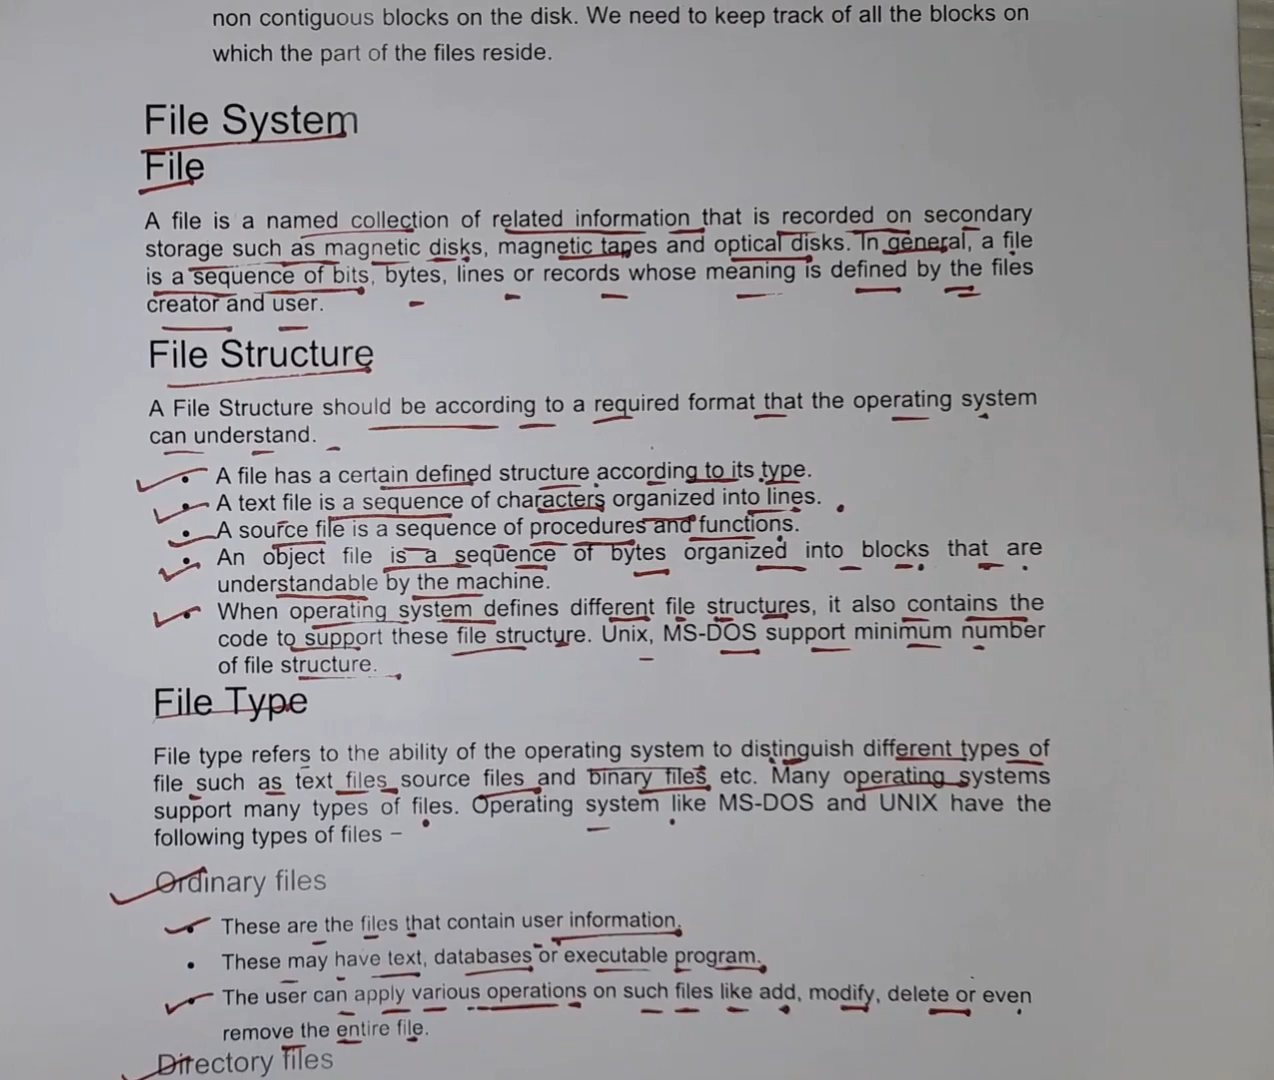 non contiguous blocks on the disk. We need to keep track of all the blocks on
which the part of the files reside.
File System
File
A file is a named collection of related information that is recorded on secondary
storage such as magnetic disks, magnetic tapes and optical disks. In general, a file
is a sequence of bits, bytes, lines or records whose meaning is defined by the files
creator and user.
File Structure
A File Structure should be according to a required format that the operating system
can understand.
• A file has a certain defined structure according to its type.
• A text file is a sequence of characters organized into lines.
• A source file is a sequence of procedures and functions.
• An object file is a sequence of bytes organized into blocks that are
understandable by the machine.
• When operating system defines different file structures, it also contains the
code to support these file structure. Unix, MS-DOS support minimum number
of file structure.
File Type
File type refers to the ability of the operating system to distinguish different types of
file such as text files source files and binary files etc. Many operating systems
support many types of files. Operating system like MS-DOS and UNIX have the
following types of files –
Ordinary files
• These are the files that contain user information.
• These may have text, databases or executable program.
• The user can apply various operations on such files like add, modify, delete or even
remove the entire file.
Directory files